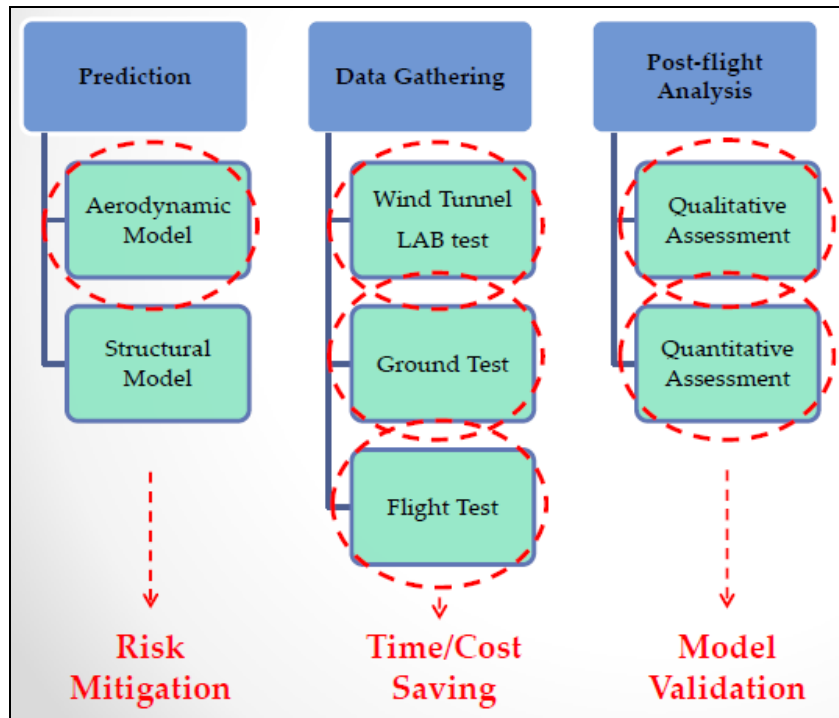 Prediction
Aerodynamic
Model
Structural
Model
Risk
Mitigation
Data Gathering
Wind Tunnel
LAB test
Ground Test
Flight Test
Time/Cost
Saving
Post-flight
Analysis
Qualitative
Assessment
Quantitative
Assessment
Model
Validation